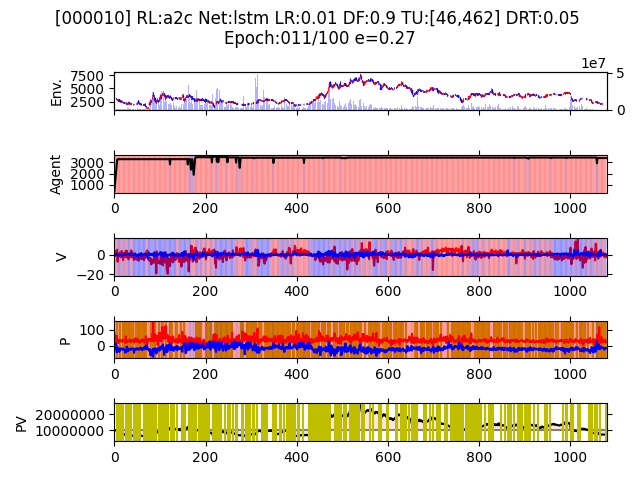 [000010] RL:a2c Net:lstm LR:0.01 DF:0.9 TU:[46,462] DRT:0.05
Epoch:011/100 e=0.27
1e7
Env.
7500
5000
2500
5
0
Agent
3000
2000
1000
0 200 400 600 800 1000
V
0
−20
0 200 400 600 800 1000
P
100
0
0 200 400 600 800 1000
PV
20000000
10000000
0 200 400 600 800 1000